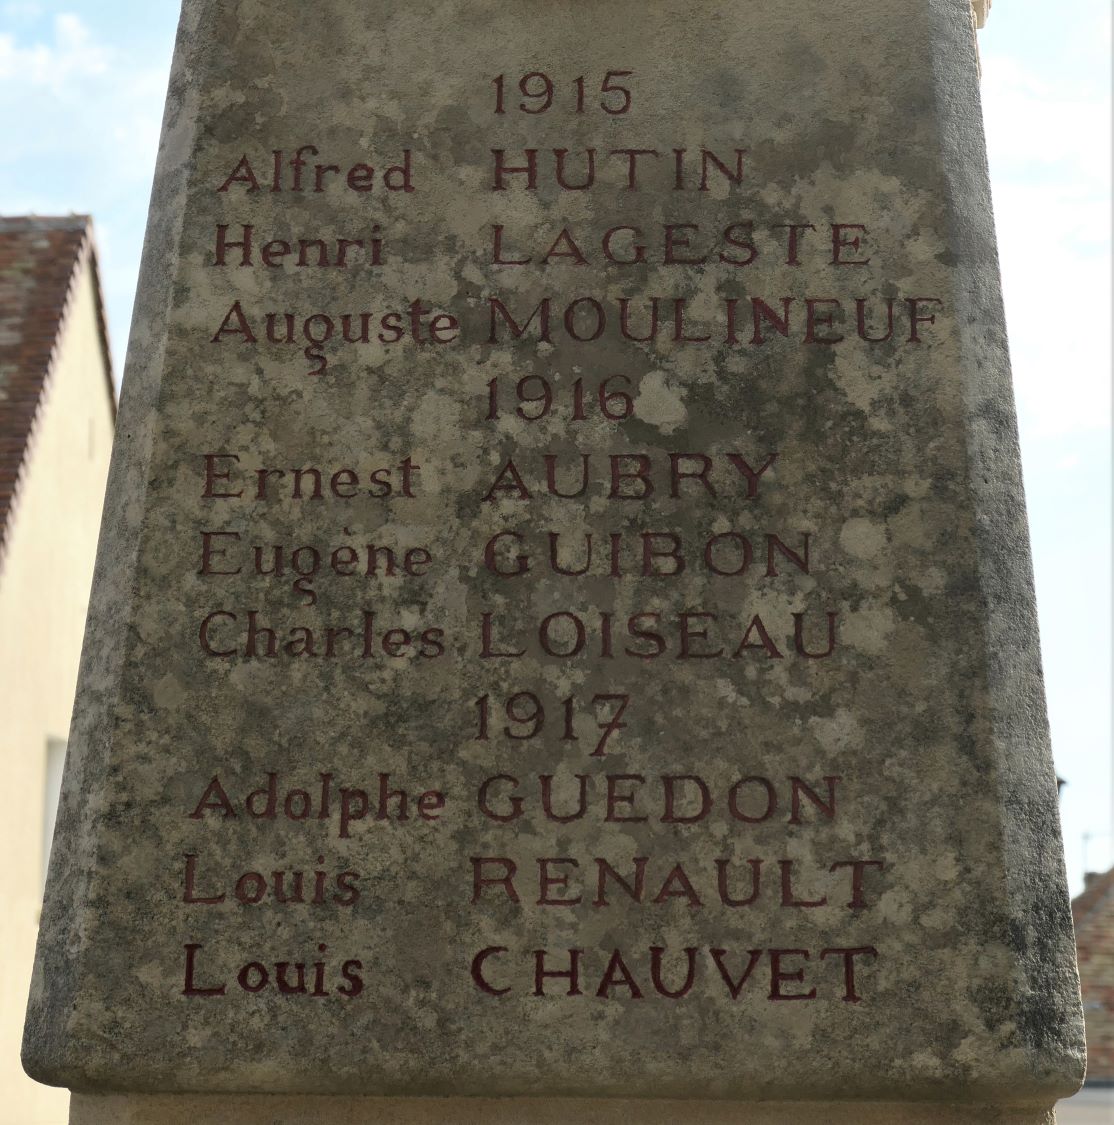 1915
Alfred HUTIN
Henri LAGESTE
Auguste MOULINEUF
1916
Ernest AUBRY
Eugène GUIBON
Charles LOISEAU
1917
Adolphe GUEDON
Louis RENAULT
Louis CHAUVET